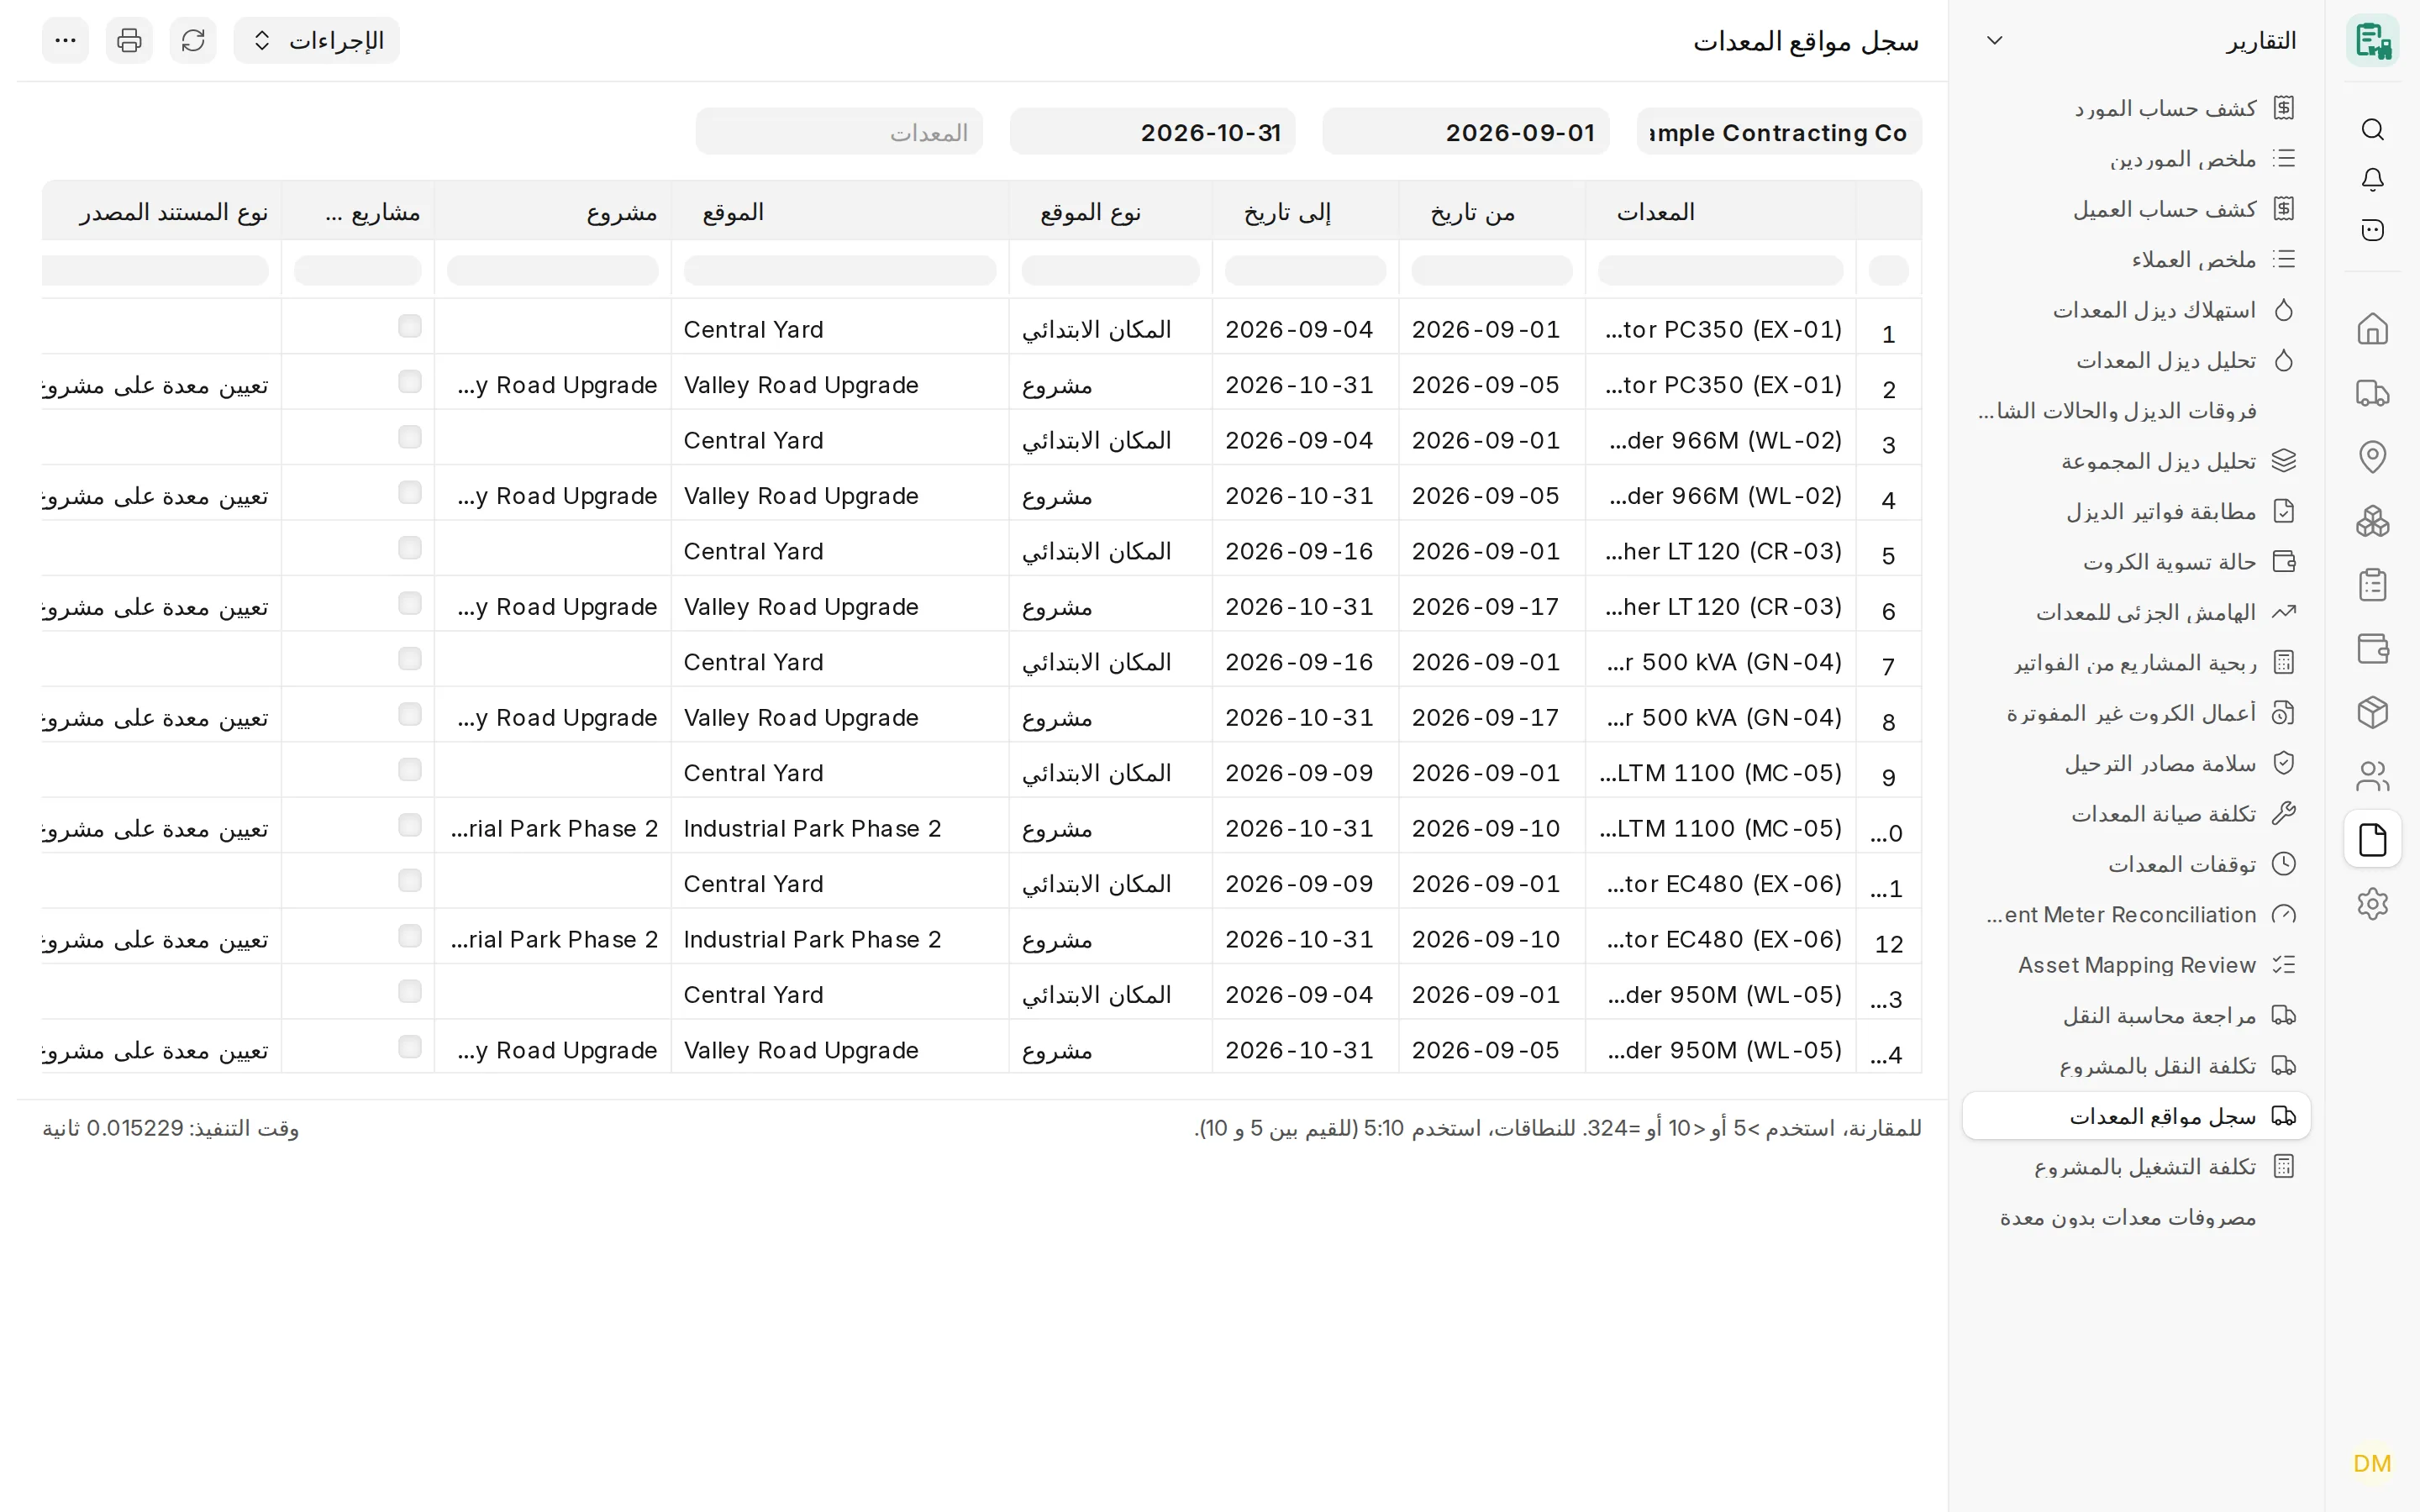 التقارير
كشف حساب المورد
ملخص الموردين
كشف حساب العميل
ملخص العملاء
استهلاك ديزل المعدات
تحليل ديزل المعدات
فروقات الديزل والحالات الشا...
تحليل ديزل المجموعة
مطابقة فواتير الديزل
حالة تسوية الكروت
الهامش الجزئي للمعدات
ربحية المشاريع من الفواتير
أعمال الكروت غير المفوترة
سلامة مصادر الترحيل
تكلفة صيانة المعدات
توقفات المعدات
...ent Meter Reconciliation
Asset Mapping Review
مراجعة محاسبة النقل
تكلفة النقل بالمشروع
سجل مواقع المعدات
تكلفة التشغيل بالمشروع
مصروفات معدات بدون معدة
DM
سجل مواقع المعدات
الإجراءات
ample Contracting Co 2026-09-01 2026-10-31 المعدات
المعدات من تاريخ إلى تاريخ نوع الموقع الموقع مشروع مشاريع ... نوع المستند المصدر
1 ...tor PC350 (EX-01) 2026-09-01 2026-09-04 المكان الابتدائي Central Yard
2 ...tor PC350 (EX-01) 2026-09-05 2026-10-31 مشروع Valley Road Upgrade ...y Road Upgrade تعيين معدة على مشروع
3 ...der 966M (WL-02) 2026-09-01 2026-09-04 المكان الابتدائي Central Yard
4 ...der 966M (WL-02) 2026-09-05 2026-10-31 مشروع Valley Road Upgrade ...y Road Upgrade تعيين معدة على مشروع
5 ...her LT120 (CR-03) 2026-09-01 2026-09-16 المكان الابتدائي Central Yard
6 ...her LT120 (CR-03) 2026-09-17 2026-10-31 مشروع Valley Road Upgrade ...y Road Upgrade تعيين معدة على مشروع
7 ...r 500 kVA (GN-04) 2026-09-01 2026-09-16 المكان الابتدائي Central Yard
8 ...r 500 kVA (GN-04) 2026-09-17 2026-10-31 مشروع Valley Road Upgrade ...y Road Upgrade تعيين معدة على مشروع
9 ...LTM 1100 (MC-05) 2026-09-01 2026-09-09 المكان الابتدائي Central Yard
...0 ...LTM 1100 (MC-05) 2026-09-10 2026-10-31 مشروع Industrial Park Phase 2 ...rial Park Phase 2 تعيين معدة على مشروع
...1 ...tor EC480 (EX-06) 2026-09-01 2026-09-09 المكان الابتدائي Central Yard
12 ...tor EC480 (EX-06) 2026-09-10 2026-10-31 مشروع Industrial Park Phase 2 ...rial Park Phase 2 تعيين معدة على مشروع
...3 ...der 950M (WL-05) 2026-09-01 2026-09-04 المكان الابتدائي Central Yard
...4 ...der 950M (WL-05) 2026-09-05 2026-10-31 مشروع Valley Road Upgrade ...y Road Upgrade تعيين معدة على مشروع
للمقارنة، استخدم >5 أو <10 أو =324. للنطاقات، استخدم 5:10 (للقيم بين 5 و 10).
وقت التنفيذ: 0.015229 ثانية